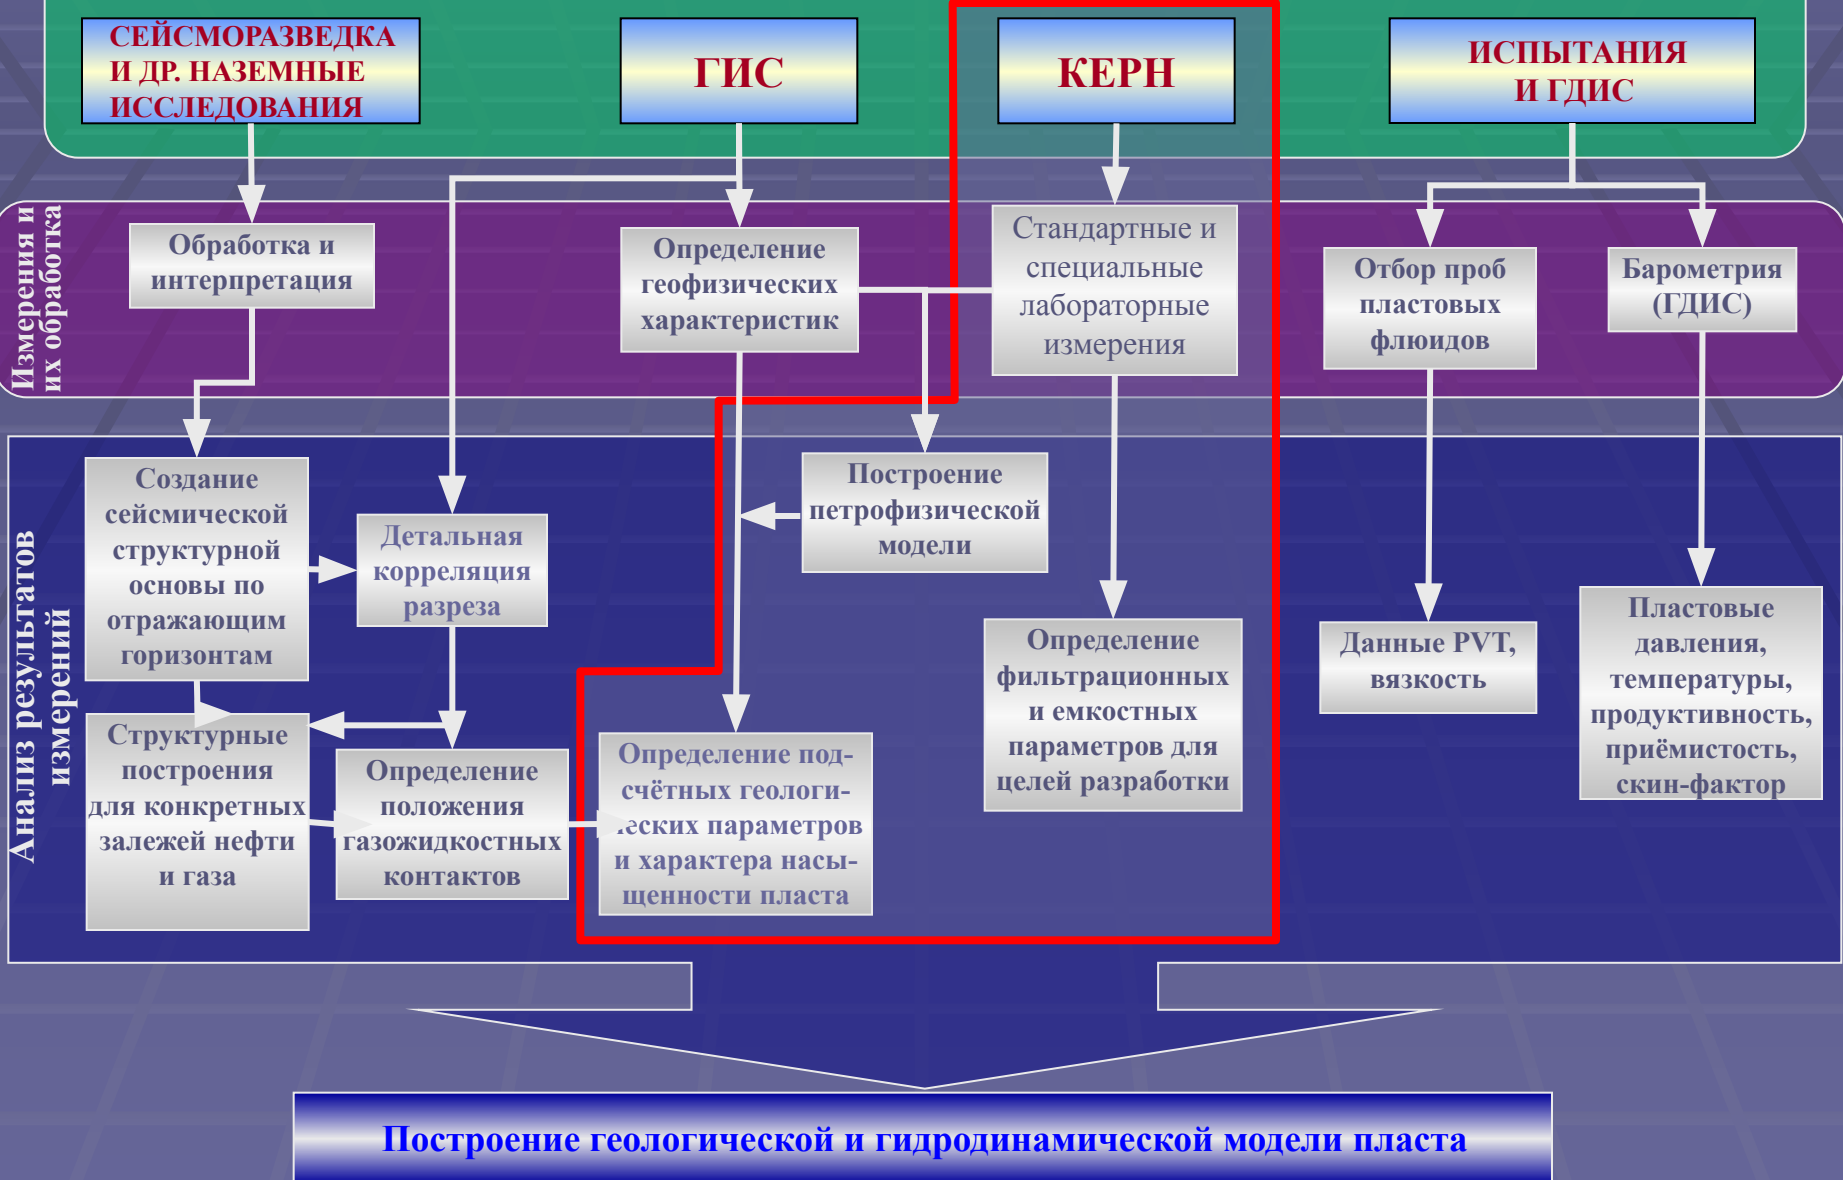 СЕЙСМОРАЗВЕДКА
И ДР. НАЗЕМНЫЕ
ИССЛЕДОВАНИЯ
ГИС
КЕРН
ИСПЫТАНИЯ
И ГДИС
Измерения и
их обработка
Обработка и
интерпретация
Определение
геофизических
характеристик
Стандартные и
специальные
лабораторные
измерения
Отбор проб
пластовых
флюидов
Барометрия
(ГДИС)
Анализ результатов
измерений
Создание
сейсмической
структурной
основы по
отражающим
горизонтам
Детальная
корреляция
разреза
Построение
петрофизической
модели
Определение
фильтрационных
и емкостных
параметров для
целей разработки
Данные PVT,
вязкость
Пластовые
давления,
температуры,
продуктивность,
приёмистость,
скин-фактор
Структурные
построения
для конкретных
залежей нефти
и газа
Определение
положения
газожидкостных
контактов
Определение под-
счётных геологи-
ческих параметров
и характера насы-
щенности пласта
Построение геологической и гидродинамической модели пласта